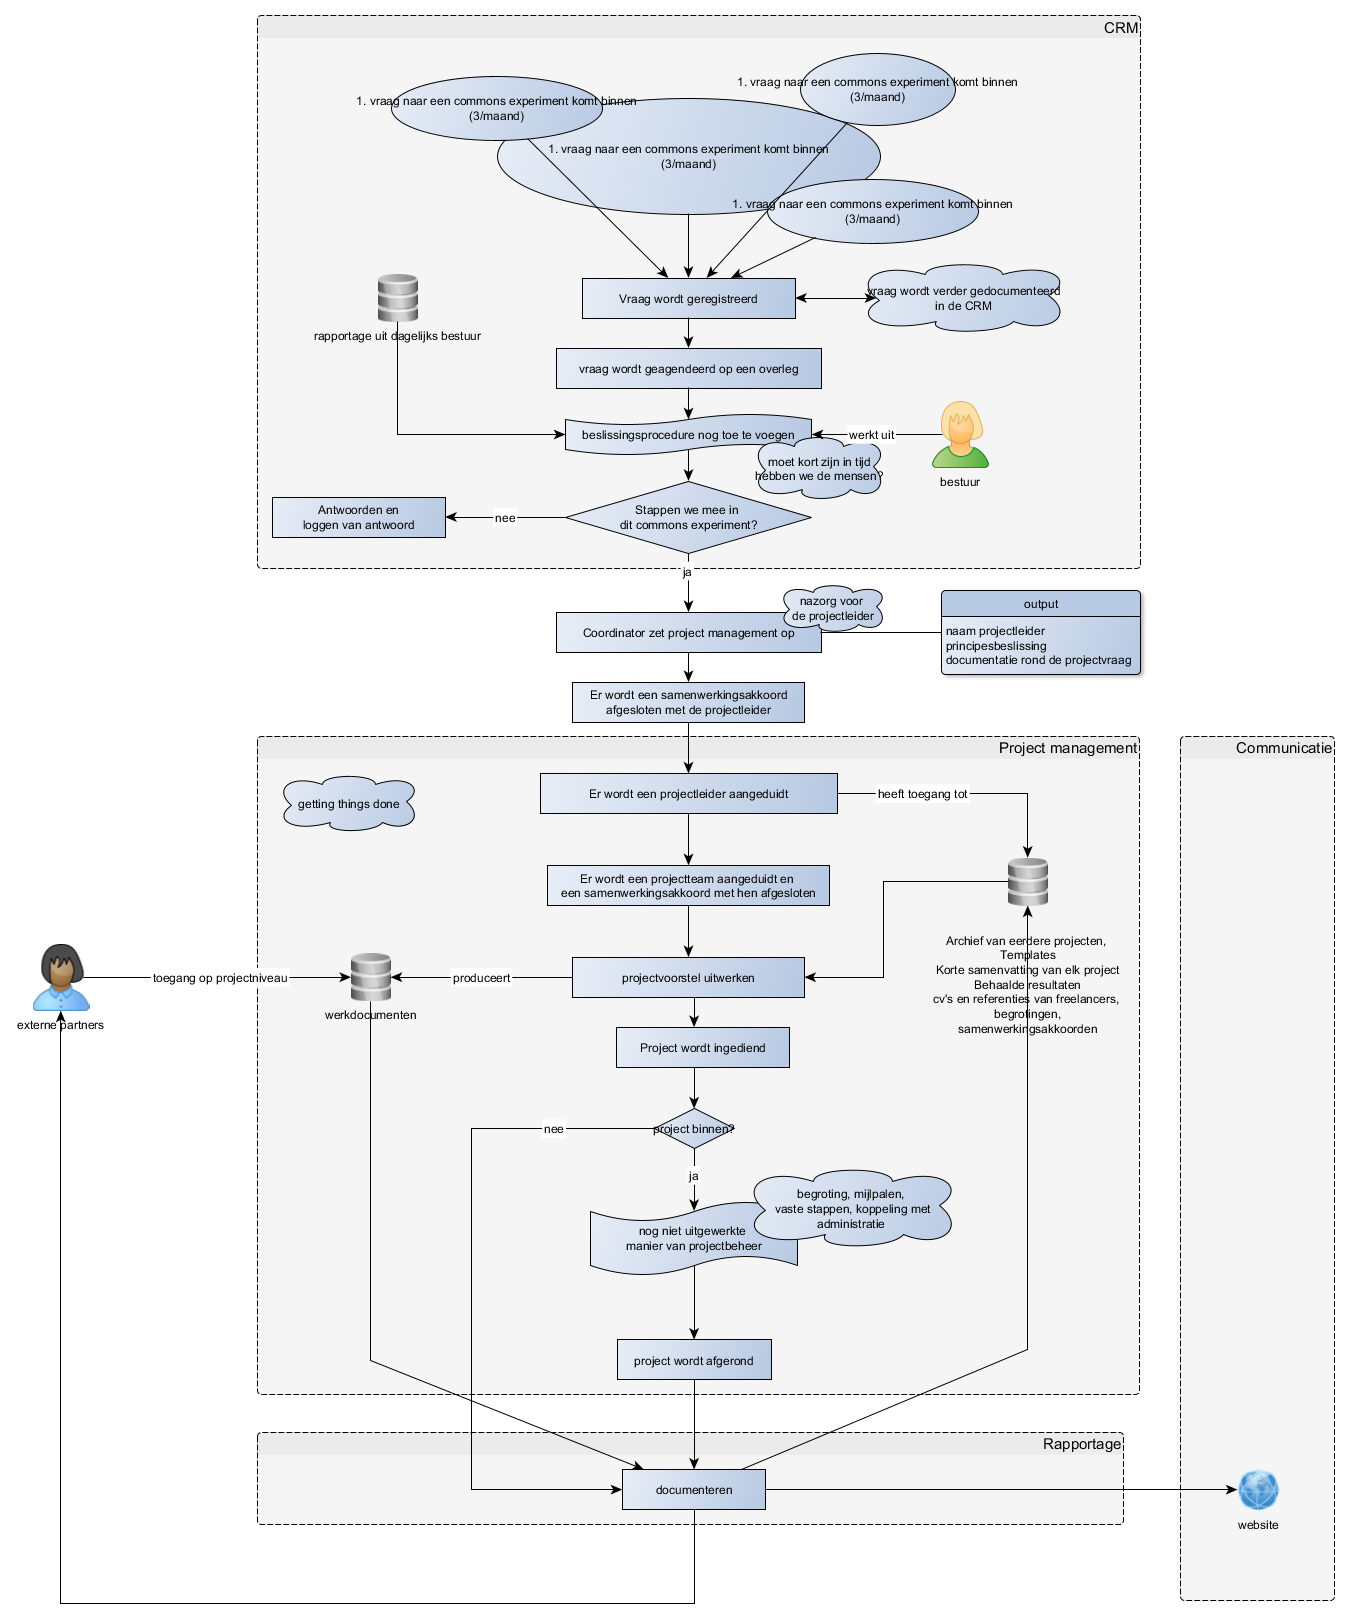 CRM
1. vraag naar een commons experiment komt binnen
(3/maand)
1. vraag naar een commons experiment komt binnen
(3/maand)
1. vraag naar een commons experiment komt binnen
(3/maand)
1. vraag naar een commons experiment komt binnen
(3/maand)
Vraag wordt geregistreerd
vraag wordt verder gedocumenteerd
in de CRM
rapportage uit dagelijks bestuur
vraag wordt geagendeerd op een overleg
beslissingsprocedure nog toe te voegen
werkt uit
bestuur
moet kort zijn in tijd
hebben we de mensen?
Stappen we mee in
dit commons experiment?
nee
Antwoorden en
loggen van antwoord
ja
nazorg voor
de projectleider
Coordinator zet project management op
output
naam projectleider
principesbeslissing
documentatie rond de projectvraag
Er wordt een samenwerkingsakkoord
afgesloten met de projectleider
Project management
Communicatie
getting things done
Er wordt een projectleider aangeduidt
heeft toegang tot
Er wordt een projectteam aangeduidt en
een samenwerkingsakkoord met hen afgesloten
Archief van eerdere projecten,
Templates
Korte samenvatting van elk project
Behaalde resultaten
cv's en referenties van freelancers,
begrotingen,
samenwerkingsakkoorden
externe partners
toegang op projectniveau
werkdocumenten
produceert
projectvoorstel uitwerken
Project wordt ingediend
project binnen?
nee
ja
begroting, mijlpalen,
vaste stappen, koppeling met
administratie
nog niet uitgewerkte
manier van projectbeheer
project wordt afgerond
Rapportage
documenteren
website